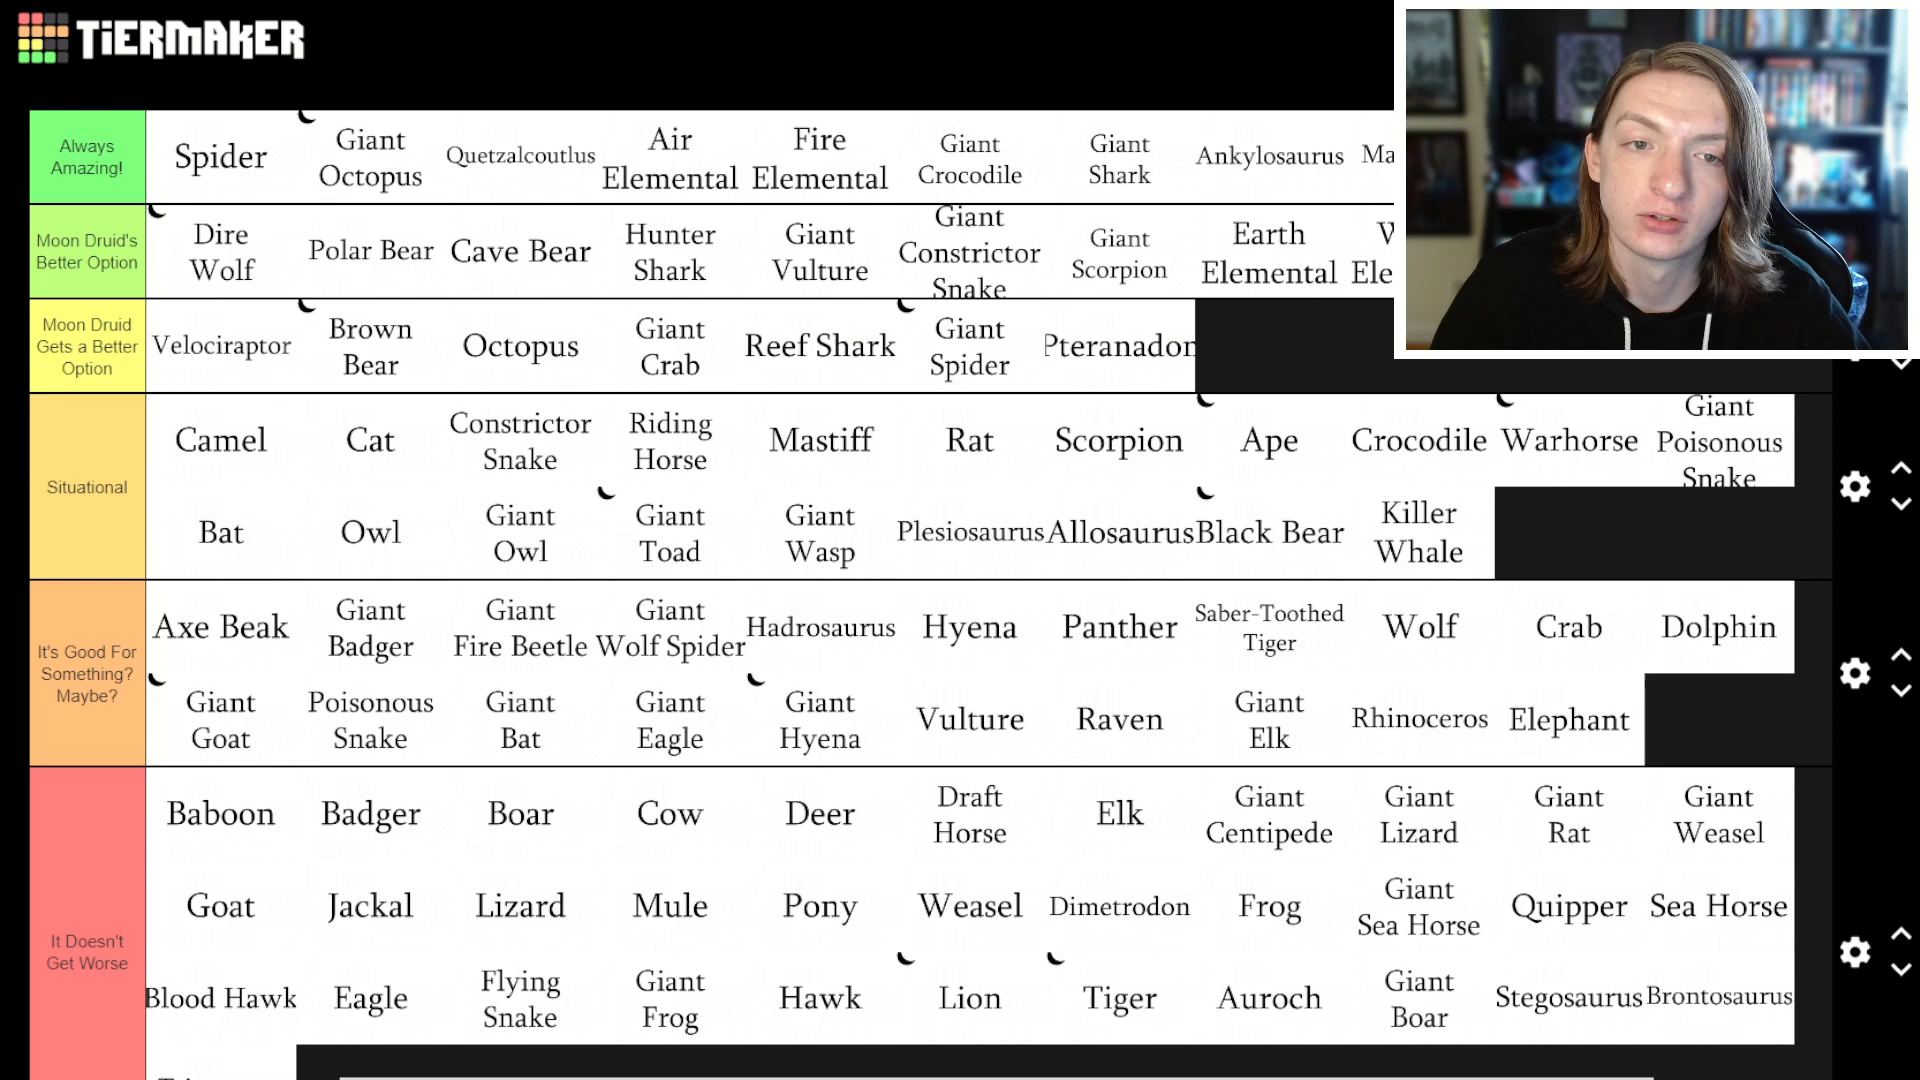 TiERMAKER
Always
Amazing!
Spider
Giant
Octopus
Quetzalcoutlus
Air
Elemental
Fire
Elemental
Giant
Crocodile
Giant
Shark
Ankylosaurus
Ma
Moon Druid's
Better Option
Dire
Wolf
Polar Bear
Cave Bear
Hunter
Shark
Giant
Vulture
Giant
Constrictor
Snake
Giant
Scorpion
Earth
Elemental
Ele
Moon Druid
Gets a Better
Option
Velociraptor
Brown
Bear
Octopus
Giant
Crab
Reef Shark
Giant
Spider
Pteranadon
Situational
Camel
Cat
Constrictor
Snake
Riding
Horse
Mastiff
Rat
Scorpion
Ape
Crocodile
Warhorse
Giant
Poisonous
Snake
Bat
Owl
Giant
Owl
Giant
Toad
Giant
Wasp
Plesiosaurus
Allosaurus
Black Bear
Killer
Whale
It's Good For
Something?
Maybe?
Axe Beak
Giant
Badger
Giant
Fire Beetle
Giant
Wolf Spider
Hadrosaurus
Hyena
Panther
Saber-Toothed
Tiger
Wolf
Crab
Dolphin
Giant
Goat
Poisonous
Snake
Giant
Bat
Giant
Eagle
Giant
Hyena
Vulture
Raven
Giant
Elk
Rhinoceros
Elephant
It Doesn't
Get Worse
Baboon
Badger
Boar
Cow
Deer
Draft
Horse
Elk
Giant
Centipede
Giant
Lizard
Giant
Rat
Giant
Weasel
Goat
Jackal
Lizard
Mule
Pony
Weasel
Dimetrodon
Frog
Giant
Sea Horse
Quipper
Sea Horse
Blood Hawk
Eagle
Flying
Snake
Giant
Frog
Hawk
Lion
Tiger
Auroch
Giant
Boar
Stegosaurus
Brontosaurus